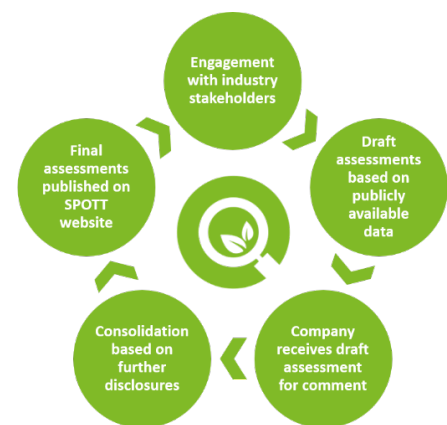 Engagement
with industry
stakeholders
Draft
assessments
based on
publicly
available
data
Company
receives draft
assessment
for comment
Consolidation
based on
further
disclosures
Final
assessments
published on
SPOTT
website